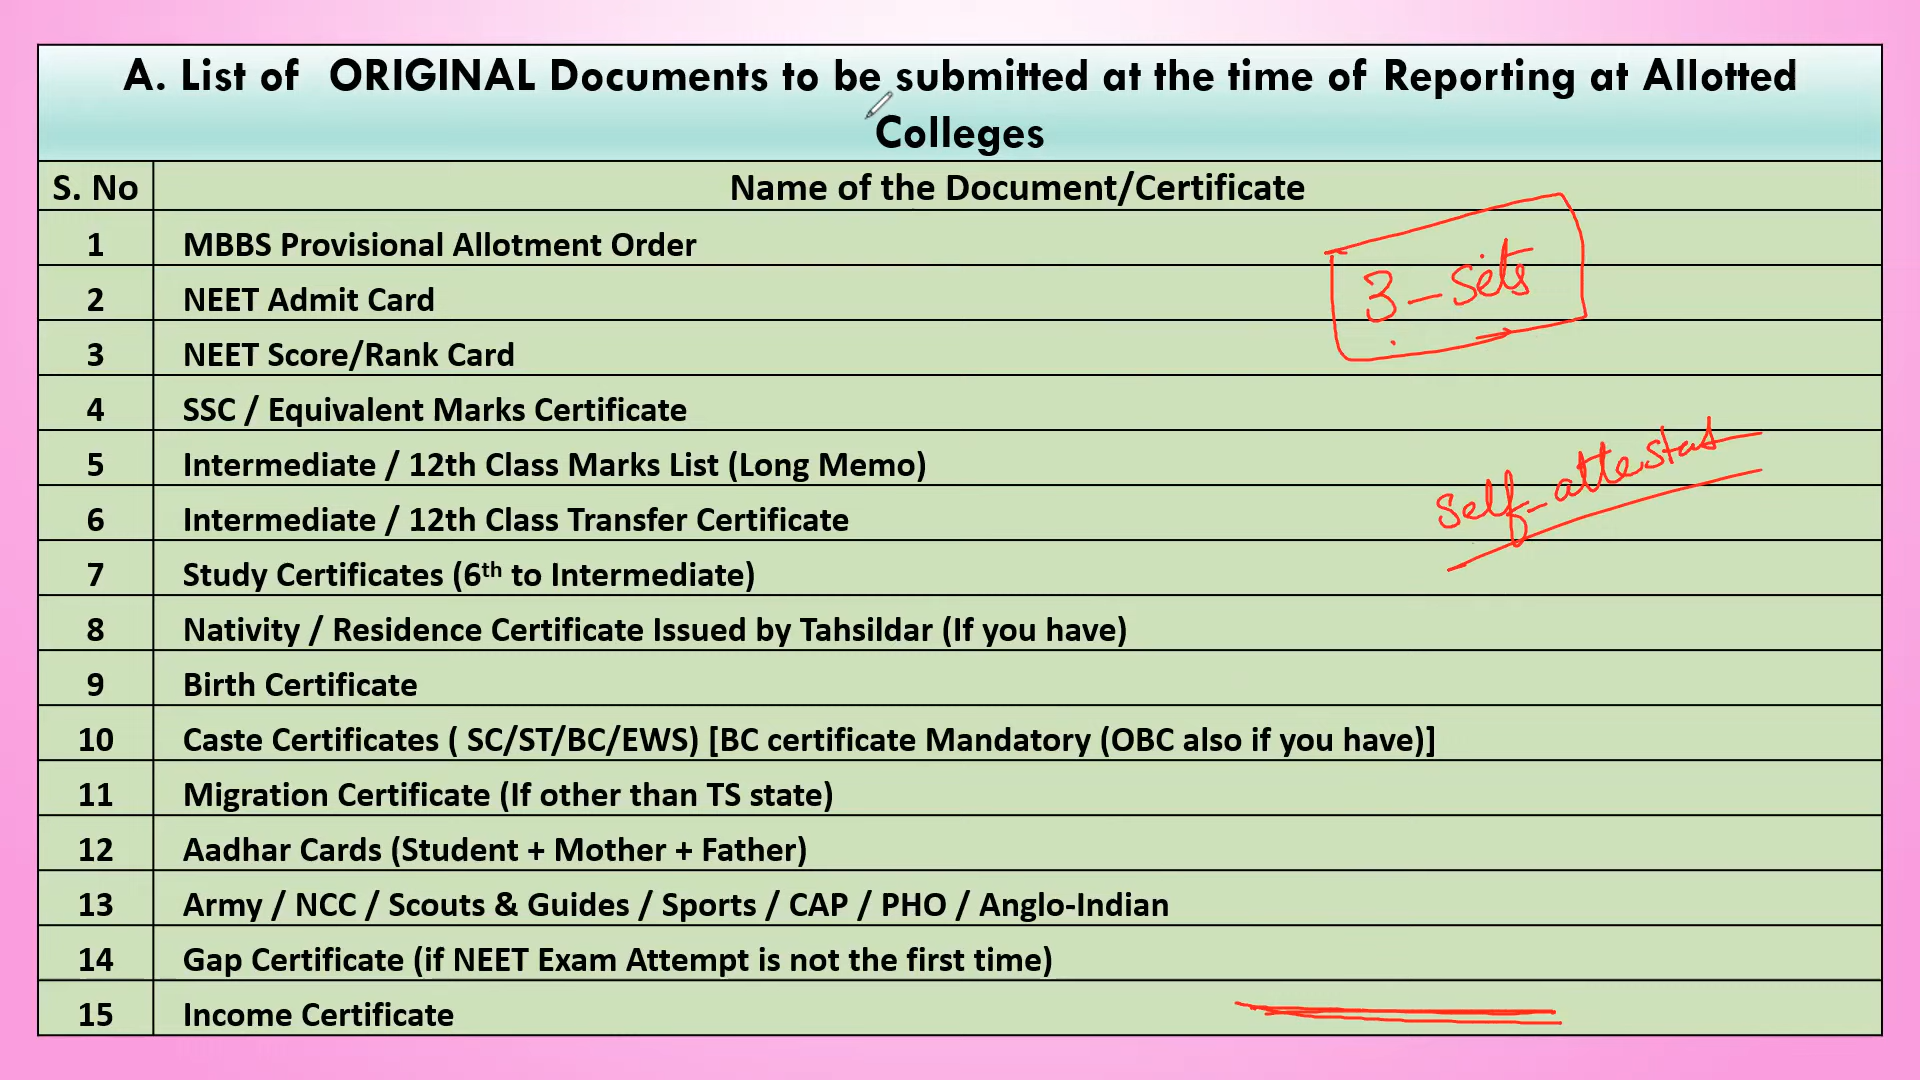 A. List of ORIGINAL Documents to be submitted at the time of Reporting at Allotted
Colleges
S. No Name of the Document/Certificate
1 MBBS Provisional Allotment Order
2 NEET Admit Card
3 NEET Score/Rank Card
3-Sets
4 SSC / Equivalent Marks Certificate
5 Intermediate / 12th Class Marks List (Long Memo)
6 Intermediate / 12th Class Transfer Certificate
Self-attestat
7 Study Certificates (6th to Intermediate)
8 Nativity / Residence Certificate Issued by Tahsildar (If you have)
9 Birth Certificate
10 Caste Certificates ( SC/ST/BC/EWS) [BC certificate Mandatory (OBC also if you have)]
11 Migration Certificate (If other than TS state)
12 Aadhar Cards (Student + Mother + Father)
13 Army / NCC / Scouts & Guides / Sports / CAP / PHO / Anglo-Indian
14 Gap Certificate (if NEET Exam Attempt is not the first time)
15 Income Certificate